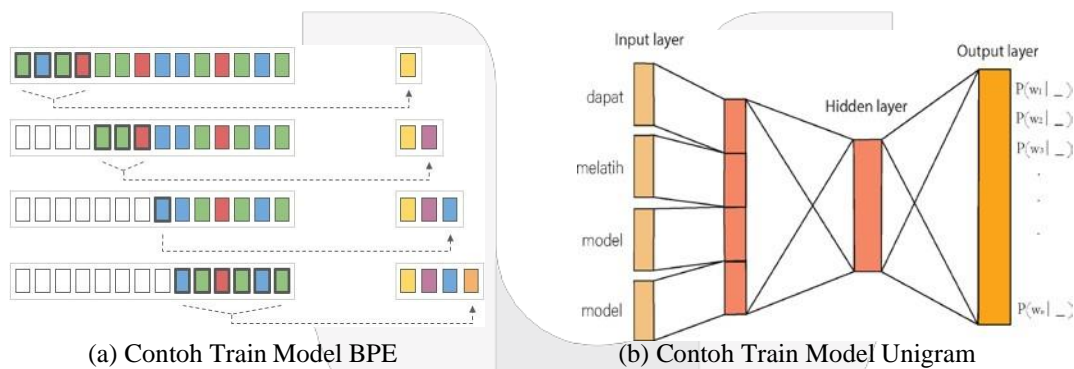 Input layer
Output layer
Hidden layer
dapat
melatih
model
model
P(w₁| _)
P(w₂| _)
P(w₃| _)
.
.
.
P(wₙ| _)
(a) Contoh Train Model BPE
(b) Contoh Train Model Unigram